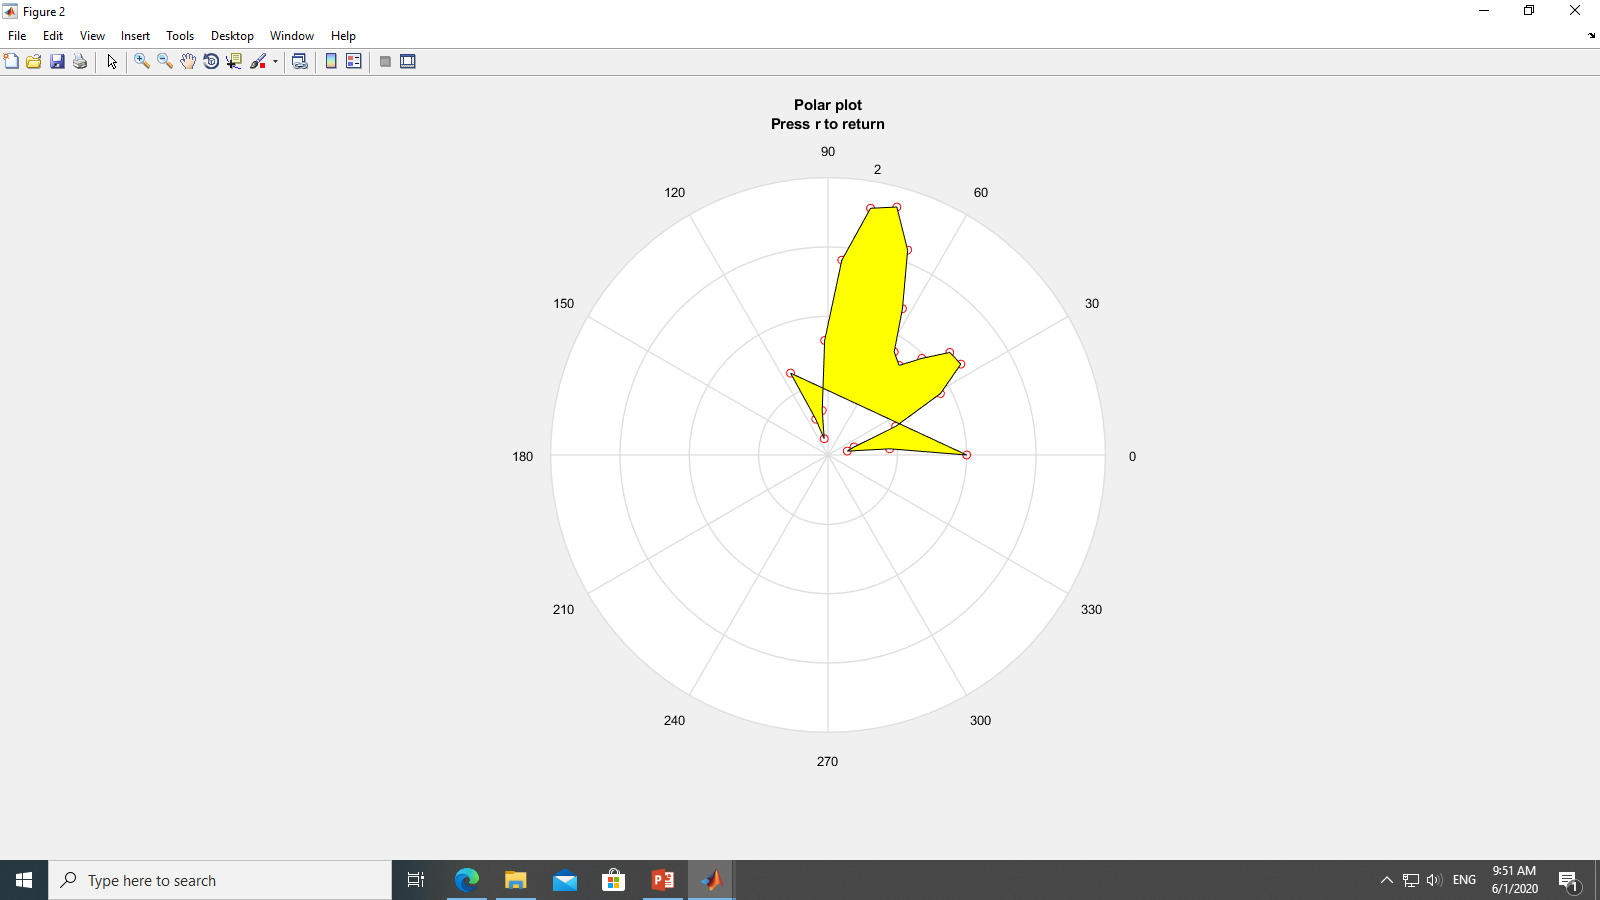 Figure 2
File Edit View Insert Tools Desktop Window Help
Polar plot
Press r to return
90
2
120
60
150
30
180
0
210
330
240
300
270
Type here to search
ENG
9:51 AM
6/1/2020
1